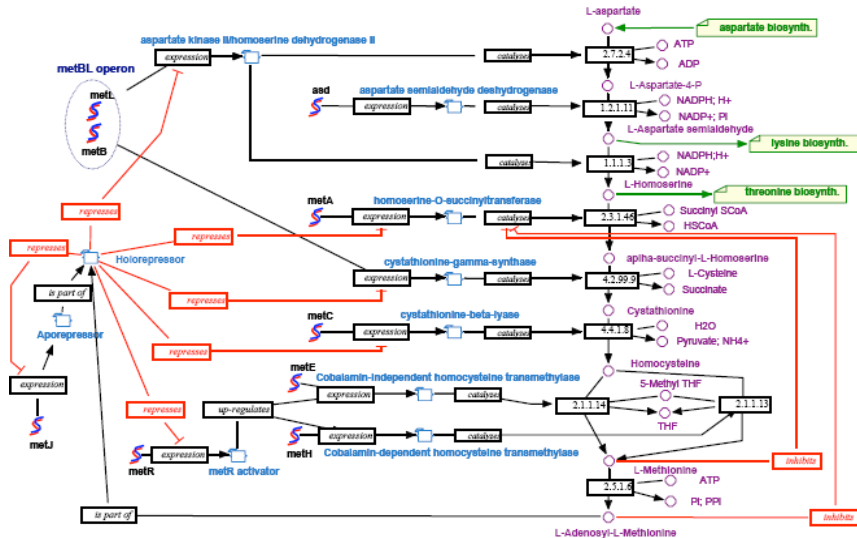 L-aspartate
aspartate biosynth.
aspartate kinase II/homoserine dehydrogenase II
expression
catalyses
2.7.2.4
ATP
ADP
metBL operon
metL
metB
L-Aspartate-4-P
asd
aspartate semialdehyde deshydrogenase
expression
catalyses
1.2.1.11
NADPH; H+
NADP+; Pi
L-Aspartate semialdehyde
lysine biosynth.
catalyses
1.1.1.3
NADPH;H+
NADP+
L-Homoserine
threonine biosynth.
metA
homoserine-O-succinyltransferase
expression
catalyses
2.3.1.46
Succinyl SCoA
HSCoA
represses
represses
represses
Holorepressor
alpha-succinyl-L-Homoserine
cystathionine-gamma-synthase
expression
catalyses
4.2.99.9
L-Cysteine
Succinate
is part of
represses
Aporepressor
Cystathionine
metC
cystathionine-beta-lyase
expression
catalyses
4.4.1.8
H2O
Pyruvate; NH4+
represses
Homocysteine
expression
metJ
metE
Cobalamin-independent homocysteine transmethylase
expression
catalyses
5-Methyl THF
2.1.1.14
2.1.1.13
THF
represses
up-regulates
metR
expression
metR activator
metH
expression
catalyses
Cobalamin-dependent homocysteine transmethylase
inhibits
L-Methionine
2.5.1.6
ATP
Pi; PPi
is part of
L-Adenosyl-L-Methionine
inhibits